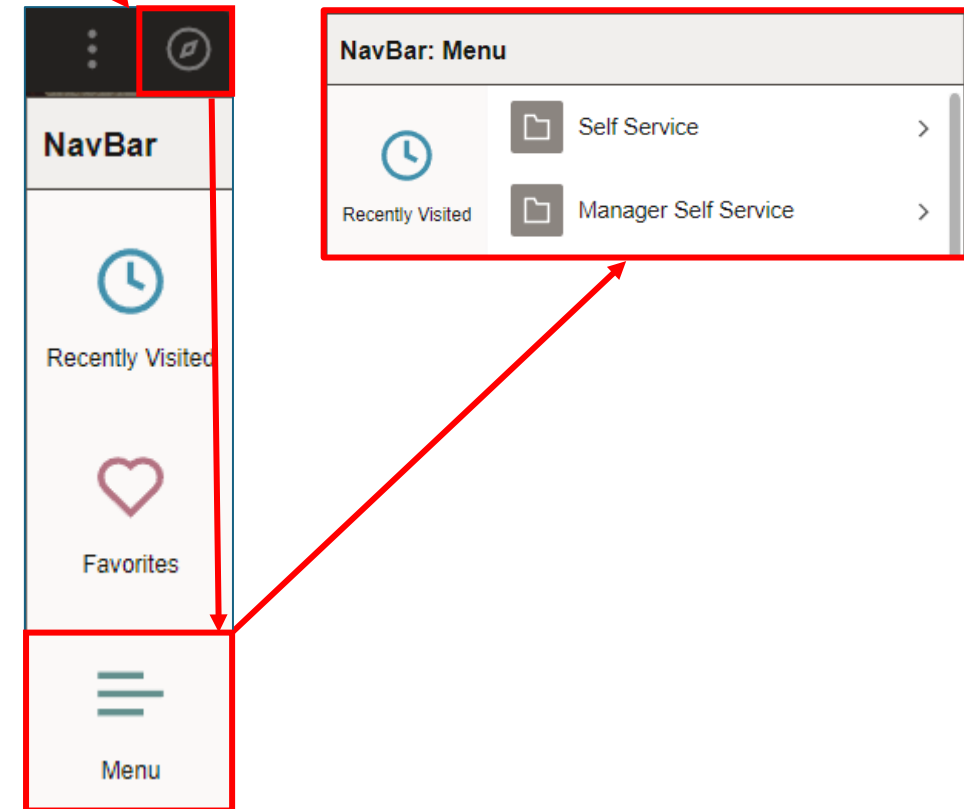 NavBar
Recently Visited
Favorites
Menu
NavBar: Menu
Recently Visited
Self Service
Manager Self Service